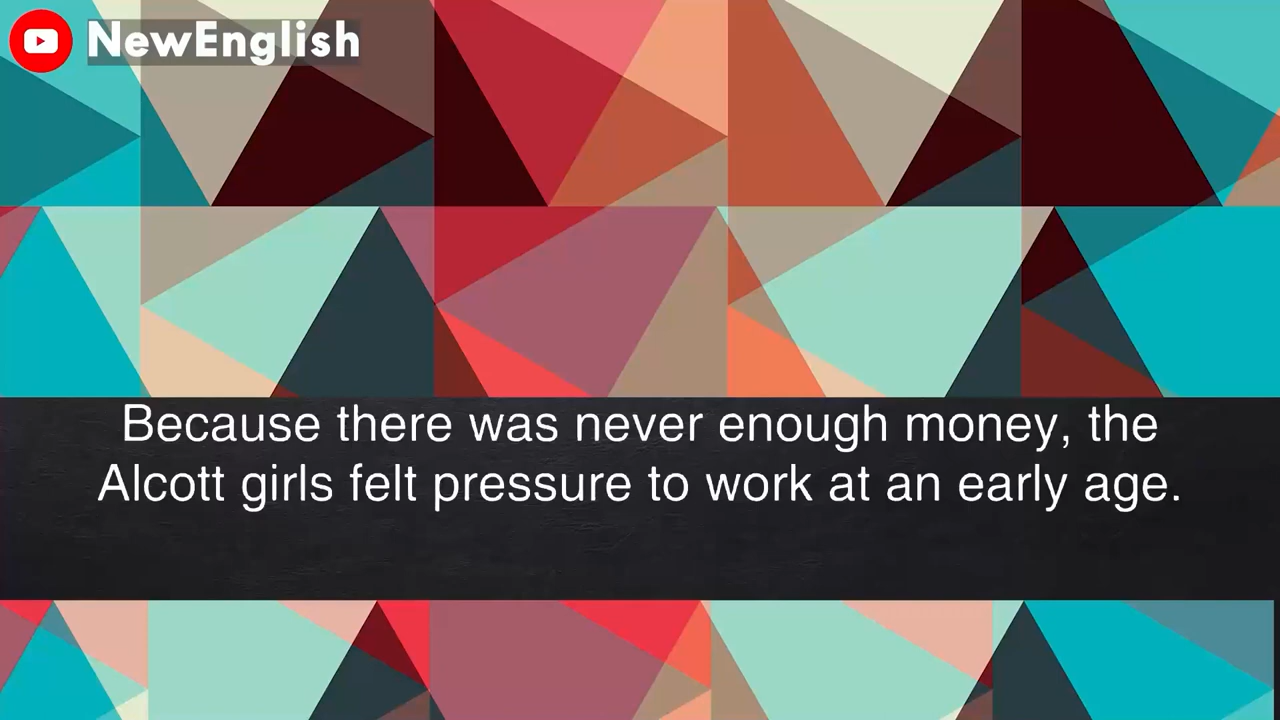 NewEnglish
Because there was never enough money, the
Alcott girls felt pressure to work at an early age.